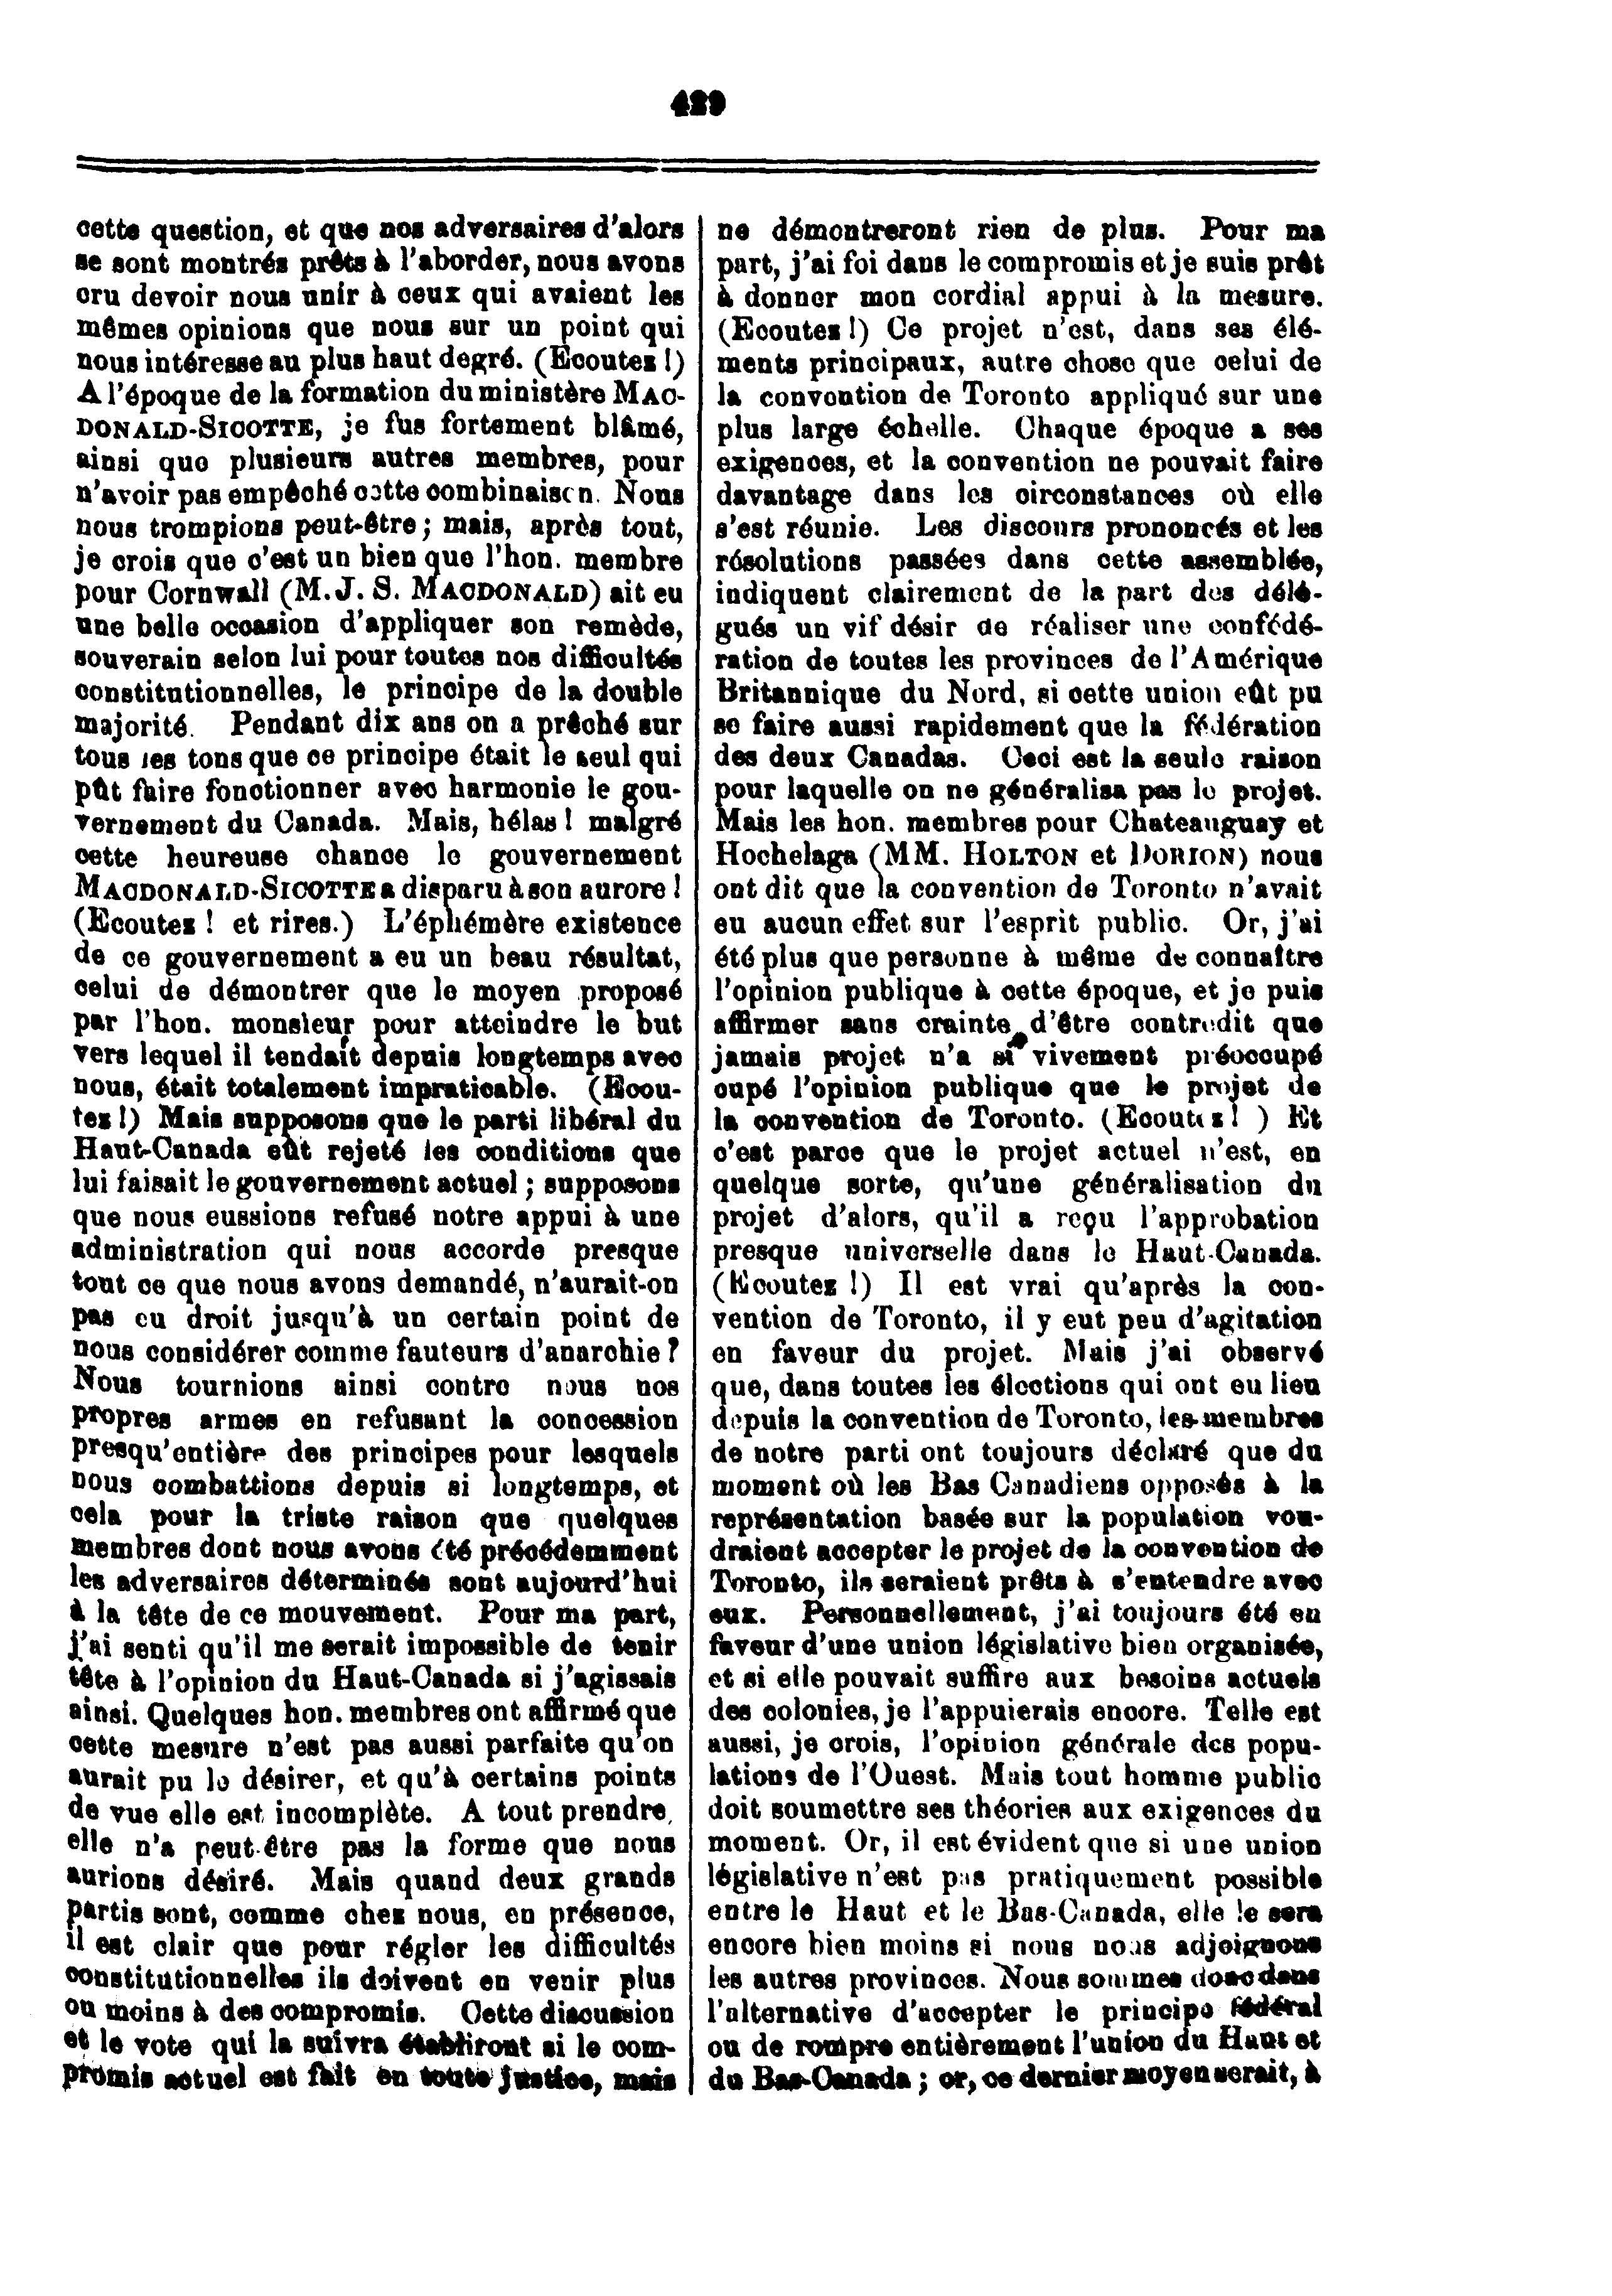 429
cette question, et que nos adversaires d'alors
se sont montrés prêts à l'aborder, nous avons
cru devoir nous unir à ceux qui avaient les
mêmes opinions que nous sur un point qui
nous intéresse au plus haut degré. (Ecoutez !)
A l'époque de la formation du ministère MAC-
DONALD-SICOTTE, je fus fortement blâmé,
ainsi que plusieurs autres membres, pour
n'avoir pas empêché cette combinaison. Nous
nous trompions peut-être ; mais, après tout,
je crois que c'est un bien que l'hon. membre
pour Cornwall (M. J. S. MACDONALD) ait eu
une belle occasion d'appliquer son remède,
souverain selon lui pour toutes nos difficultés
constitutionnelles, le principe de la double
majorité. Pendant dix ans on a prêché sur
tous les tons que ce principe était le seul qui
pût faire fonctionner avec harmonie le gou-
vernement du Canada. Mais, hélas ! malgré
cette heureuse chance le gouvernement
MACDONALD-SICOTTE a disparu à son aurore !
(Ecoutez ! et rires.) L'éphémère existence
de ce gouvernement a eu un beau résultat,
celui de démontrer que le moyen proposé
par l'hon. monsieur pour atteindre le but
vers lequel il tendait depuis longtemps avec
nous, était totalement impraticable. (Ecou-
tez !) Mais supposons que le parti libéral du
Haut-Canada eût rejeté les conditions que
lui faisait le gouvernement actuel ; supposons
que nous eussions refusé notre appui à une
administration qui nous accorde presque
tout ce que nous avons demandé, n'aurait-on
pas eu droit jusqu'à un certain point de
nous considérer comme fauteurs d'anarchie ?
Nous tournions ainsi contre nous nos
propres armes en refusant la concession
presqu'entière des principes pour lesquels
nous combattions depuis si longtemps, et
cela pour la triste raison que quelques
membres dont nous avons été précédemment
les adversaires déterminés sont aujourd'hui
à la tête de ce mouvement. Pour ma part,
j'ai senti qu'il me serait impossible de tenir
tête à l'opinion du Haut-Canada si j'agissais
ainsi. Quelques hon. membres ont affirmé que
cette mesure n'est pas aussi parfaite qu'on
aurait pu le désirer, et qu'à certains points
de vue elle est incomplète. A tout prendre,
elle n'a peut-être pas la forme que nous
aurions désiré. Mais quand deux grands
partis sont, comme chez nous, en présence,
il est clair que pour régler les difficultés
constitutionnelles ils doivent en venir plus
ou moins à des compromis. Cette discussion
et le vote qui la suivra établiront si le com-
promis actuel est fait en toute justice, mais
ne démontreront rien de plus. Pour ma
part, j'ai foi dans le compromis et je suis prêt
à donner mon cordial appui à la mesure.
(Ecoutez !) Ce projet n'est, dans ses élé-
ments principaux, autre chose que celui de
la convention de Toronto appliqué sur une
plus large échelle. Chaque époque a ses
exigences, et la convention ne pouvait faire
davantage dans les circonstances où elle
s'est réunie. Les discours prononcés et les
résolutions passées dans cette assemblée,
indiquent clairement de la part des délé-
gués un vif désir de réaliser une confédé-
ration de toutes les provinces de l'Amérique
Britannique du Nord, si cette union eût pu
se faire aussi rapidement que la fédération
des deux Canadas. Ceci est la seule raison
pour laquelle on ne généralisa pas le projet.
Mais les hon. membres pour Chateauguay et
Hochelaga (MM. HOLTON et DORION) nous
ont dit que la convention de Toronto n'avait
eu aucun effet sur l'esprit public. Or, j'ai
été plus que personne à même de connaître
l'opinion publique à cette époque, et je puis
affirmer sans crainte d'être contredit que
jamais projet n'a si vivement préoccupé
cupé l'opinion publique que le projet de
la convention de Toronto. (Ecoutez ! ) Et
c'est parce que le projet actuel n'est, en
quelque sorte, qu'une généralisation du
projet d'alors, qu'il a reçu l'approbation
presque universelle dans le Haut-Canada.
(Ecoutez !) Il est vrai qu'après la con-
vention de Toronto, il y eut peu d'agitation
en faveur du projet. Mais j'ai observé
que, dans toutes les élections qui ont eu lieu
depuis la convention de Toronto, les membres
de notre parti ont toujours déclaré que du
moment où les Bas Canadiens opposés à la
représentation basée sur la population vou-
draient accepter le projet de la convention de
Toronto, ils seraient prêts à s'entendre avec
eux. Personnellement, j'ai toujours été en
faveur d'une union législative bien organisée,
et si elle pouvait suffire aux besoins actuels
des colonies, je l'appuierais encore. Telle est
aussi, je crois, l'opinion générale des popu-
lations de l'Ouest. Mais tout homme public
doit soumettre ses théories aux exigences du
moment. Or, il est évident que si une union
législative n'est pas pratiquement possible
entre le Haut et le Bas-Canada, elle le sera
encore bien moins si nous nous adjoignons
les autres provinces. Nous sommes donc dans
l'alternative d'accepter le principe fédéral
ou de rompre entièrement l'union du Haut et
du Bas-Canada ; or, ce dernier moyen serait, à